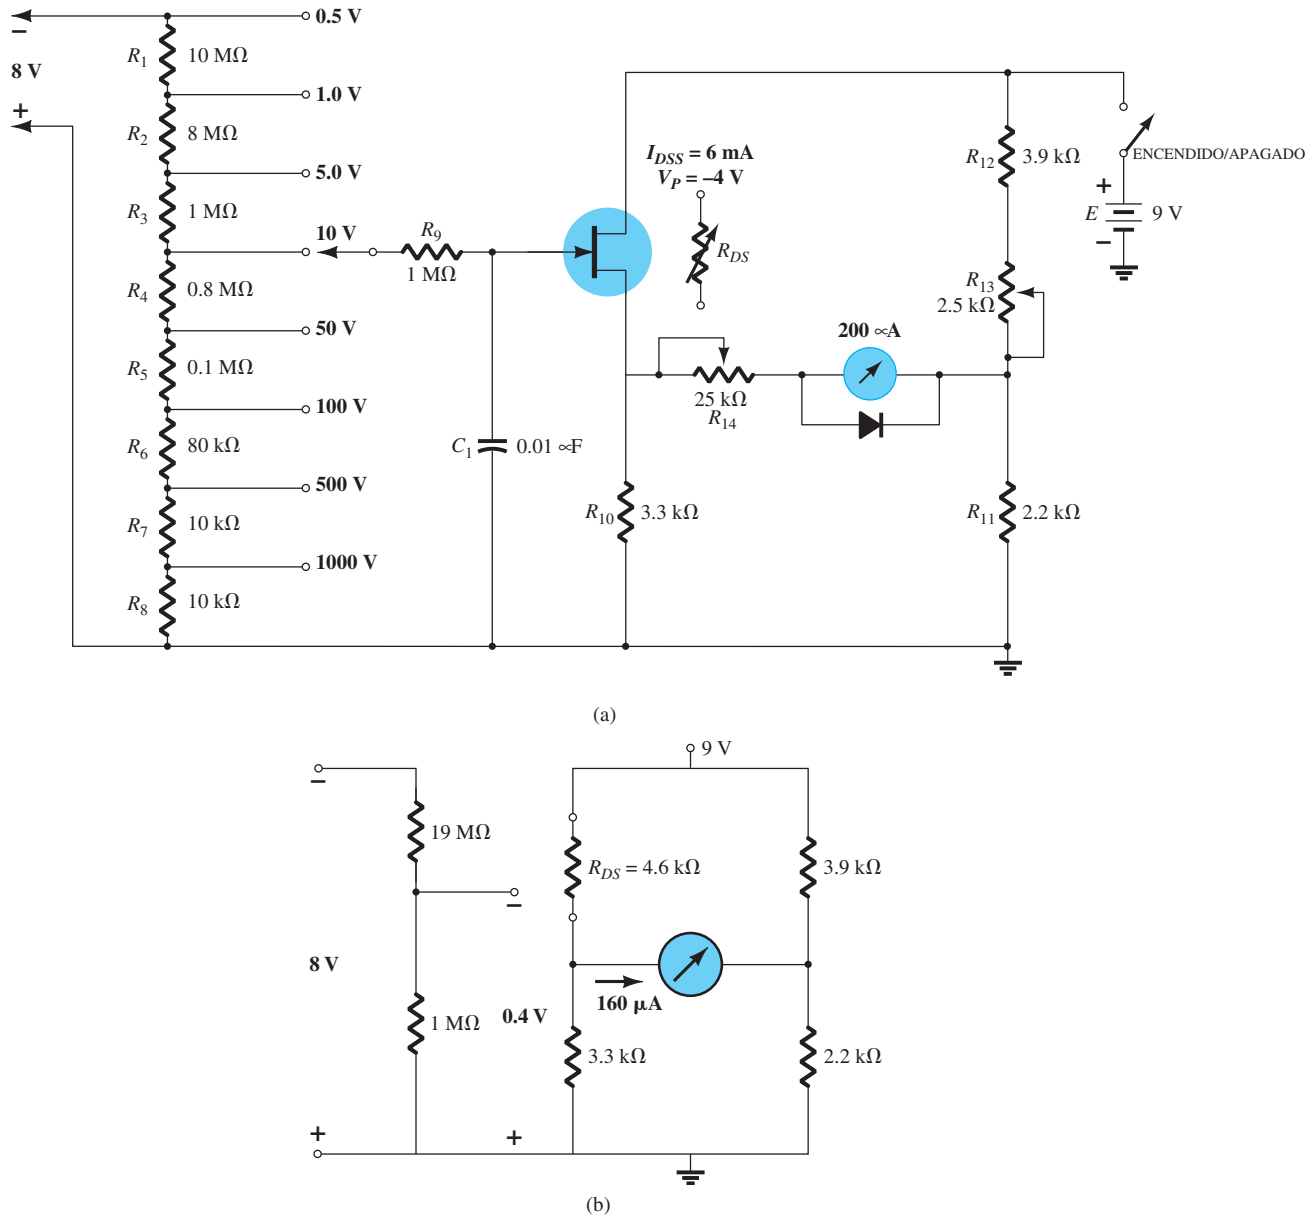 0.5 V
−
R1 10 MΩ
8 V
1.0 V
+
R2 8 MΩ
5.0 V
R3 1 MΩ
10 V
R9
1 MΩ
R4 0.8 MΩ
50 V
R5 0.1 MΩ
100 V
R6 80 kΩ
500 V
R7 10 kΩ
1000 V
R8 10 kΩ
C1 0.01 ∝F
IDSS = 6 mA
VP = −4 V
RDS
200 ∝A
25 kΩ
R14
R10 3.3 kΩ
R12 3.9 kΩ
R13
2.5 kΩ
R11 2.2 kΩ
ENCENDIDO/APAGADO
+
E 9 V
−
(a)
9 V
−
19 MΩ
−
8 V
1 MΩ
0.4 V
+
+
RDS = 4.6 kΩ
3.9 kΩ
160 μA
3.3 kΩ
2.2 kΩ
(b)